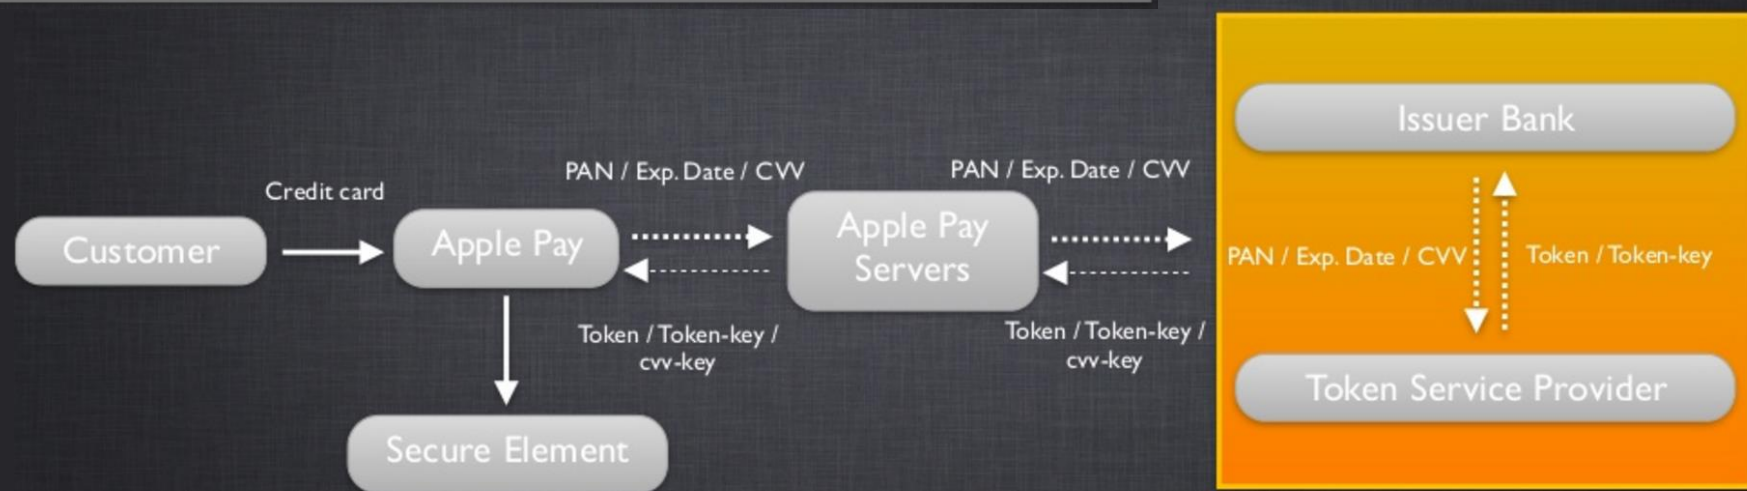 Issuer Bank
PAN / Exp. Date / CVV
PAN / Exp. Date / CVV
Credit card
Customer
Apple Pay
Apple Pay
Servers
PAN / Exp. Date / CVV
Token / Token-key
Token / Token-key /
cvv-key
Token / Token-key /
cvv-key
Token Service Provider
Secure Element